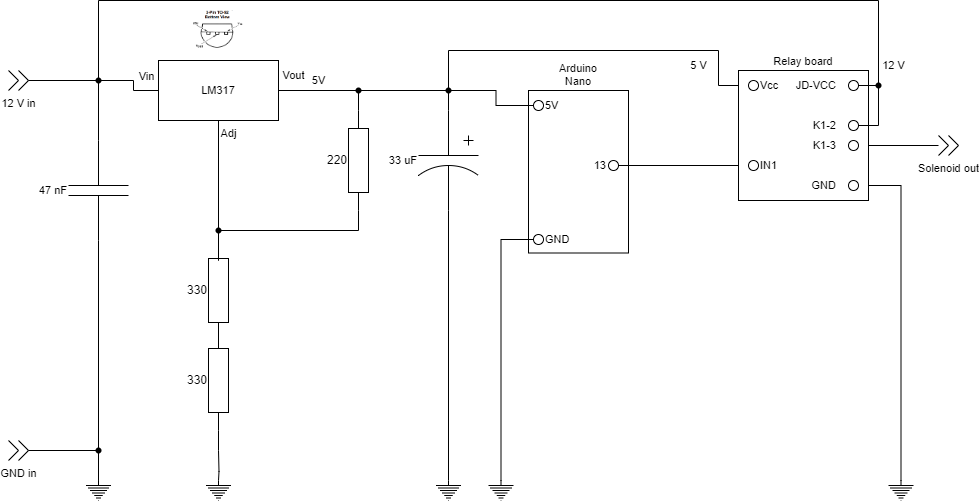 3-Pin TO-92
Bottom View
Vin
Vout
Vout
5V
LM317
Adj
12 V in
47 nF
220
33 uF
+
330
330
GND in
Arduino
Nano
5V
13
GND
5 V
Relay board
12 V
Vcc
JD-VCC
K1-2
K1-3
IN1
GND
Solenoid out